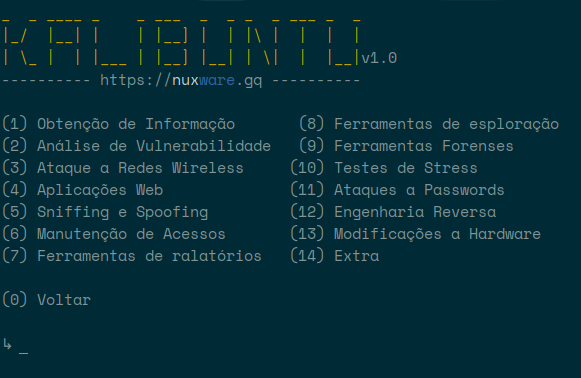 KALIBUNTU v1.0
---------- https://nuxware.gq ----------
(1) Obtenção de Informação (8) Ferramentas de esploração
(2) Análise de Vulnerabilidade (9) Ferramentas Forenses
(3) Ataque a Redes Wireless (10) Testes de Stress
(4) Aplicações Web (11) Ataques a Passwords
(5) Sniffing e Spoofing (12) Engenharia Reversa
(6) Manutenção de Acessos (13) Modificações a Hardware
(7) Ferramentas de ralatórios (14) Extra
(0) Voltar
↳ _